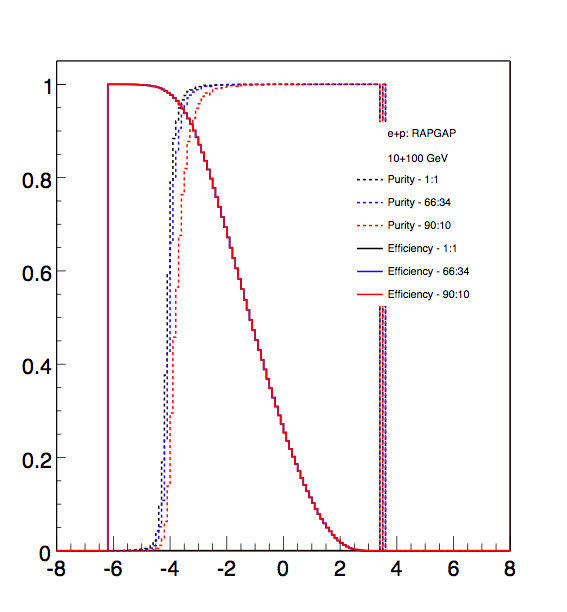 1
0.8
0.6
0.4
0.2
0
-8 -6 -4 -2 0 2 4 6 8
e+p: RAPGAP
10+100 GeV
Purity - 1:1
Purity - 66:34
Purity - 90:10
Efficiency - 1:1
Efficiency - 66:34
Efficiency - 90:10